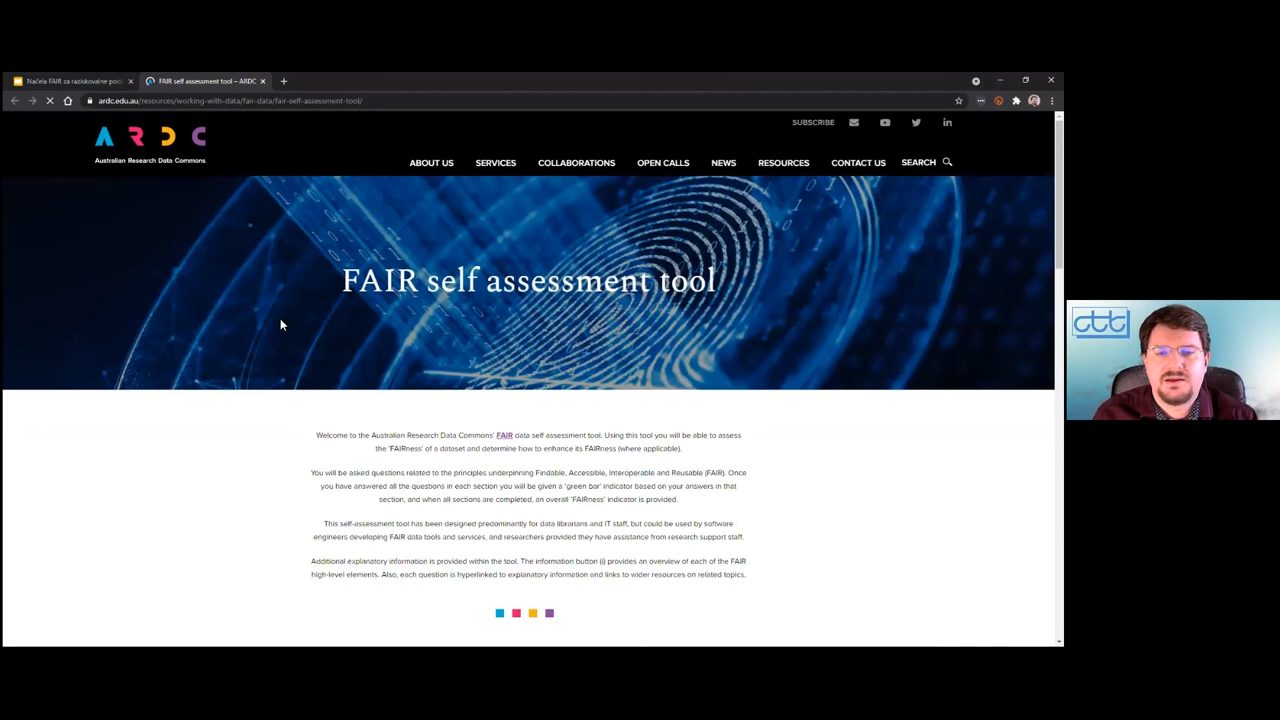 Načela FAIR za raziskovalne pod
FAIR self assessment tool – ARDC
ardc.edu.au/resources/working-with-data/fair-data/fair-self-assessment-tool/
SUBSCRIBE
A R D C
Australian Research Data Commons
ABOUT US SERVICES COLLABORATIONS OPEN CALLS NEWS RESOURCES CONTACT US SEARCH
FAIR self assessment tool
ctt
Welcome to the Australian Research Data Commons' FAIR data self assessment tool. Using this tool you will be able to assess
the 'FAIRness' of a dataset and determine how to enhance its FAIRness (where applicable).
You will be asked questions related to the principles underpinning Findable, Accessible, Interoperable and Reusable (FAIR). Once
you have answered all the questions in each section you will be given a 'green bar' indicator based on your answers in that
section, and when all sections are completed, an overall 'FAIRness' indicator is provided.
This self-assessment tool has been designed predominantly for data librarians and IT staff, but could be used by software
engineers developing FAIR data tools and services, and researchers provided they have assistance from research support staff.
Additional explanatory information is provided within the tool. The information button (i) provides an overview of each of the FAIR
high-level elements. Also, each question is hyperlinked to explanatory information and links to wider resources on related topics.